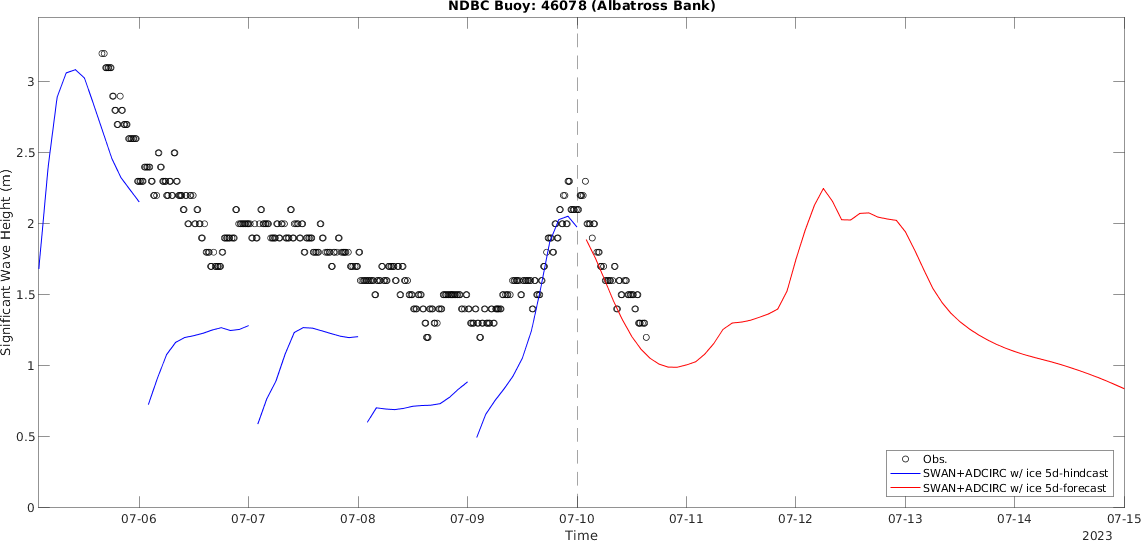 NDBC Buoy: 46078 (Albatross Bank)
Significant Wave Height (m)
3
2.5
2
1.5
1
0.5
0
Obs.
SWAN+ADCIRC w/ ice 5d-hindcast
SWAN+ADCIRC w/ ice 5d-forecast
07-06 07-07 07-08 07-09 07-10 07-11 07-12 07-13 07-14 07-15
Time
2023